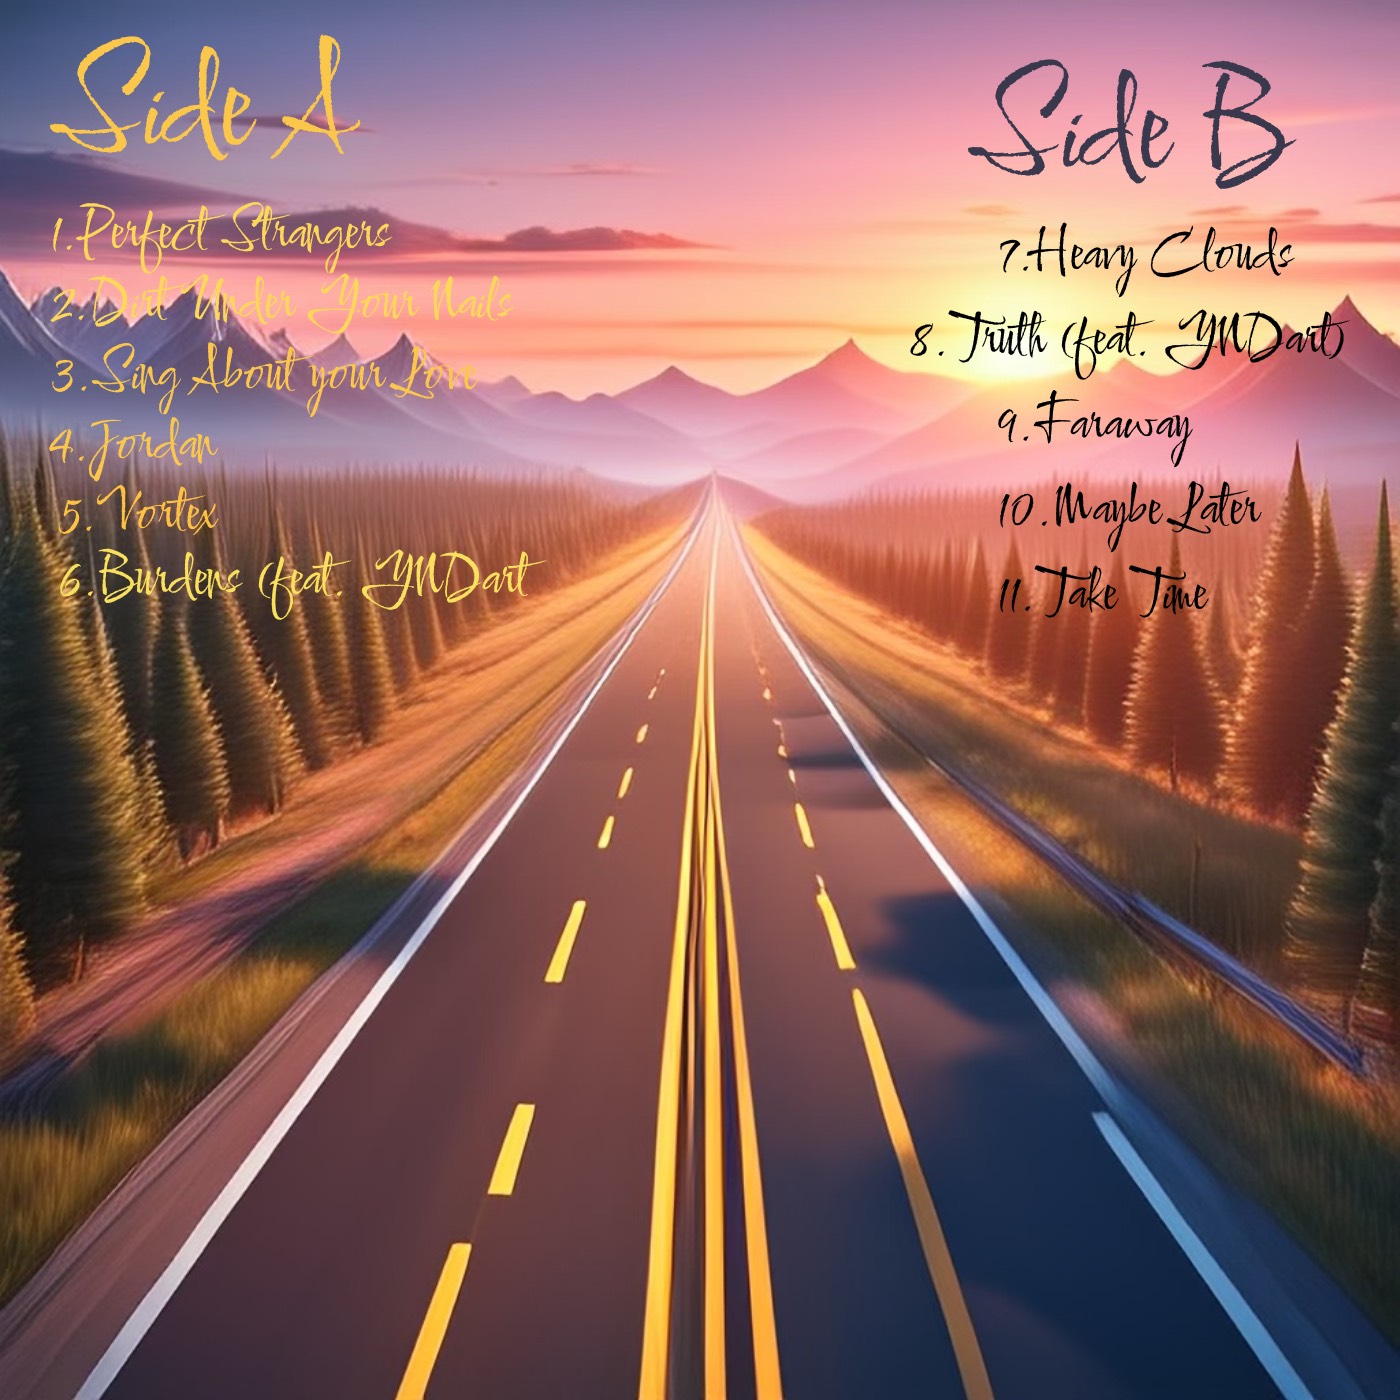 Side A
1.Perfect Strangers
2.Dirt Under Your Nails
3.Sing About your Love
4.Jordan
5.Vortex
6.Burdens (feat. YNDart
Side B
7.Heavy Clouds
8. Truth (feat. YNDart)
9.Faraway
10.Maybe Later
11.Take Time